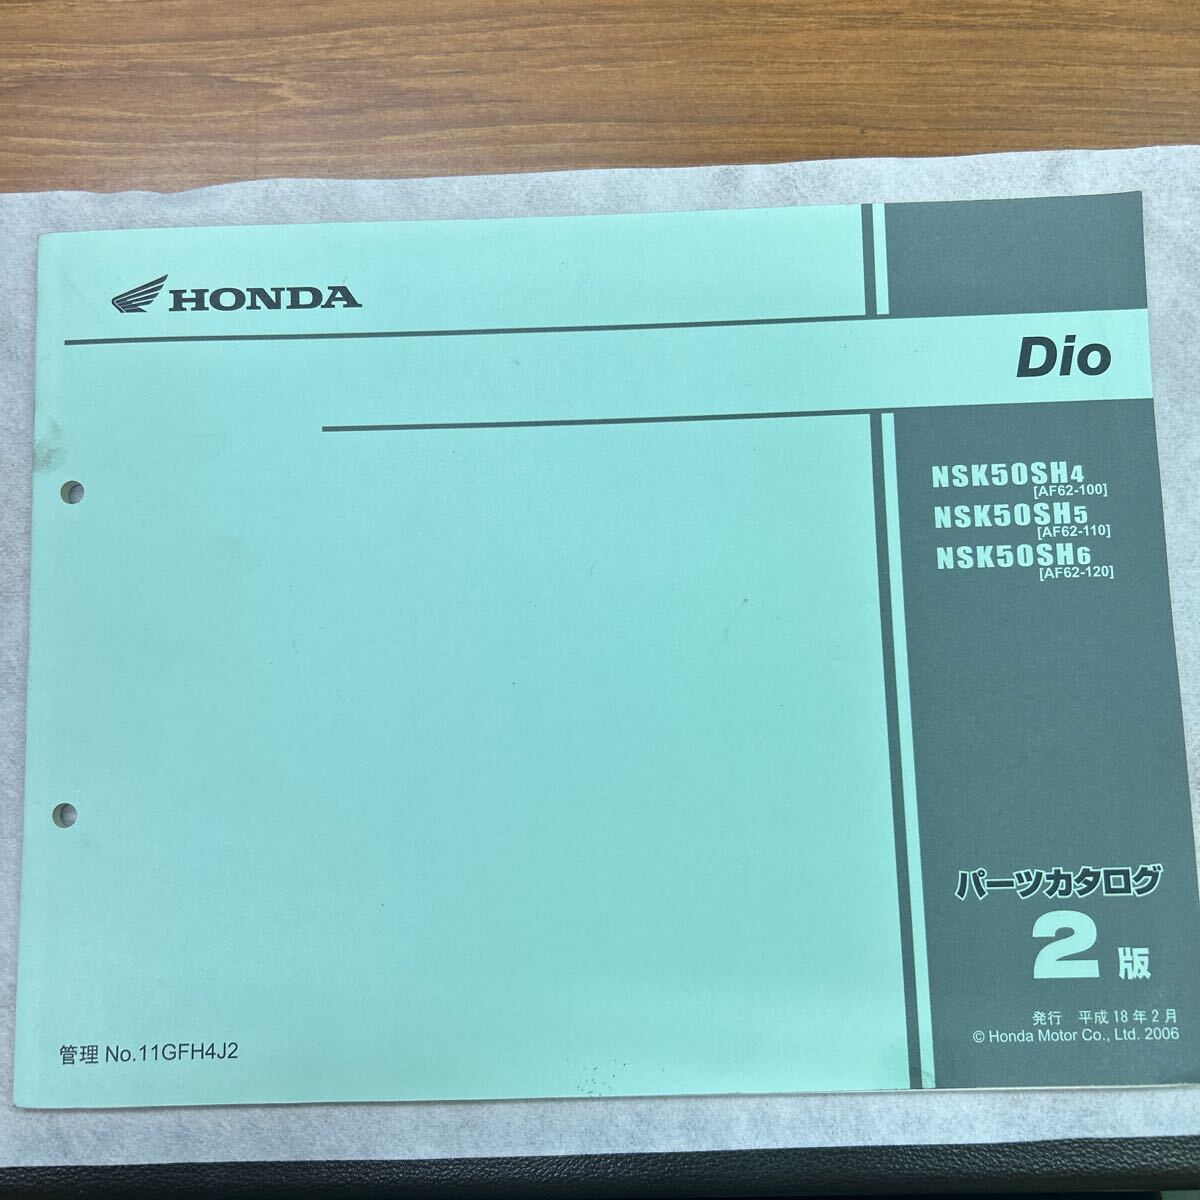 HONDA
Dio
NSK50SH4
[AF62-100]
NSK50SH5
[AF62-110]
NSK50SH6
[AF62-120]
パーツカタログ
2版
発行 平成18年2月
© Honda Motor Co., Ltd. 2006
管理 No.11GFH4J2